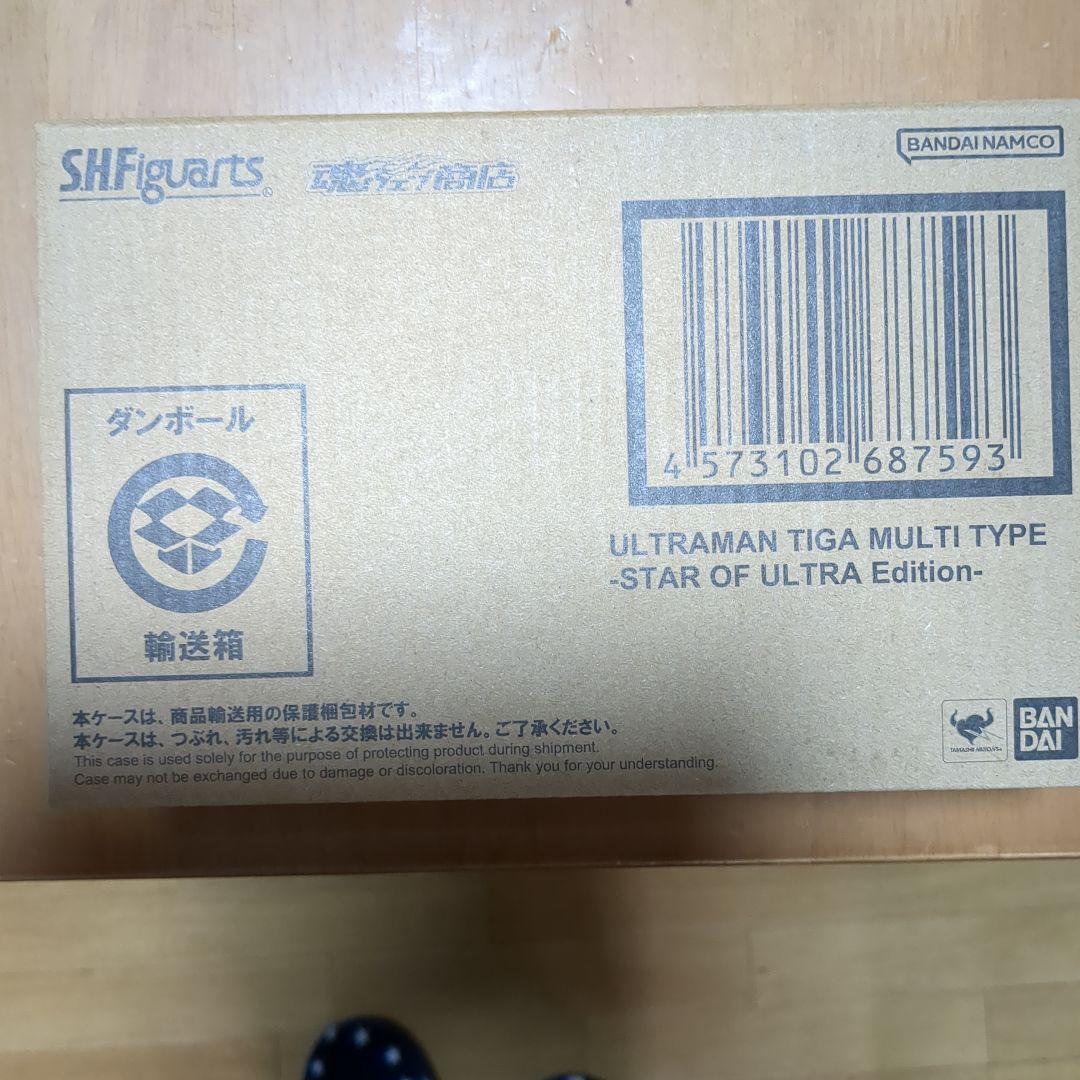 S.H.Figuarts
魂ウェブ商店
BANDAI NAMCO
4 573102 687593
ULTRAMAN TIGA MULTI TYPE
-STAR OF ULTRA Edition-
ダンボール
輸送箱
本ケースは、商品輸送用の保護梱包材です。
本ケースは、つぶれ、汚れ等による交換は出来ません。ご了承ください。
This case is used solely for the purpose of protecting product during shipment.
Case may not be exchanged due to damage or discoloration. Thank you for your understanding.
TAMASHII NATIONS
BAN
DAI